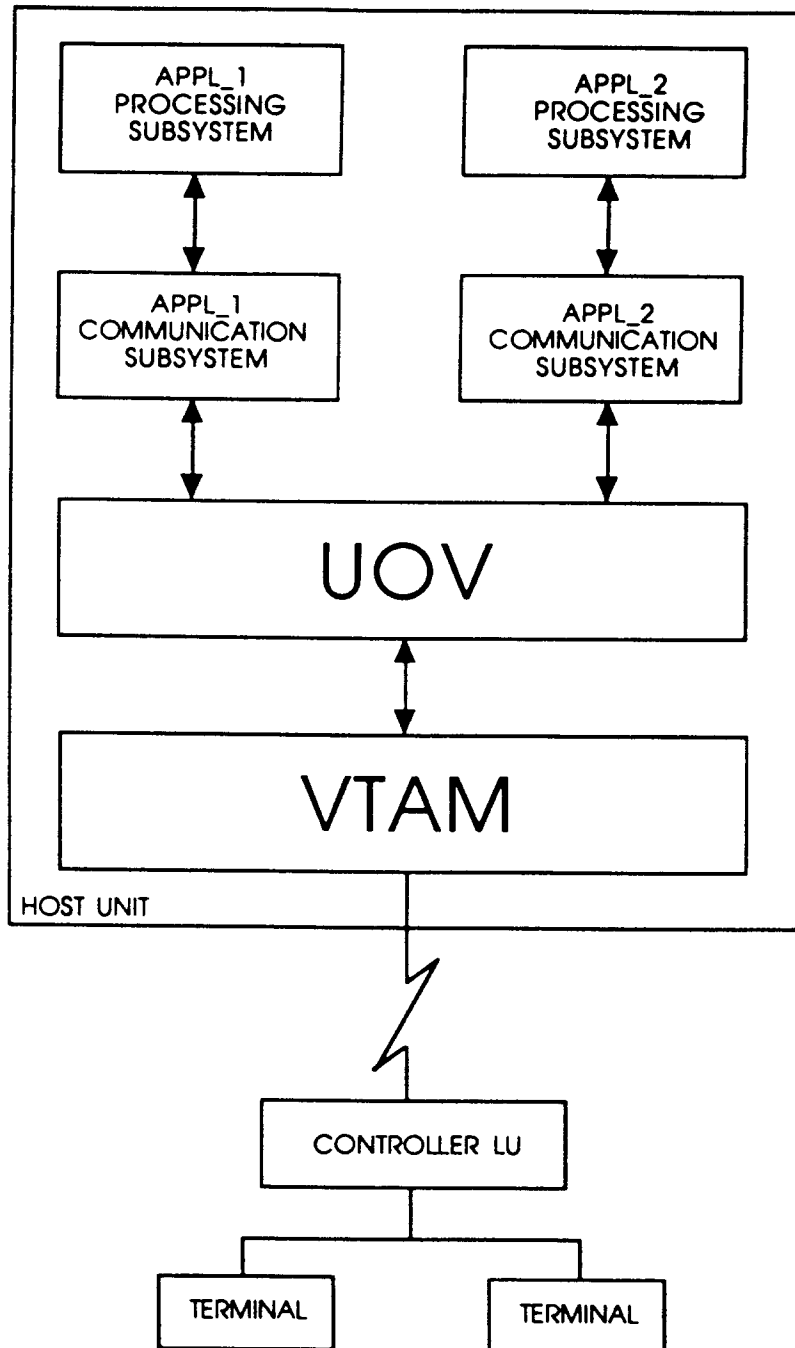 APPL_1
PROCESSING
SUBSYSTEM
APPL_2
PROCESSING
SUBSYSTEM
APPL_1
COMMUNICATION
SUBSYSTEM
APPL_2
COMMUNICATION
SUBSYSTEM
UOV
VTAM
HOST UNIT
CONTROLLER LU
TERMINAL
TERMINAL